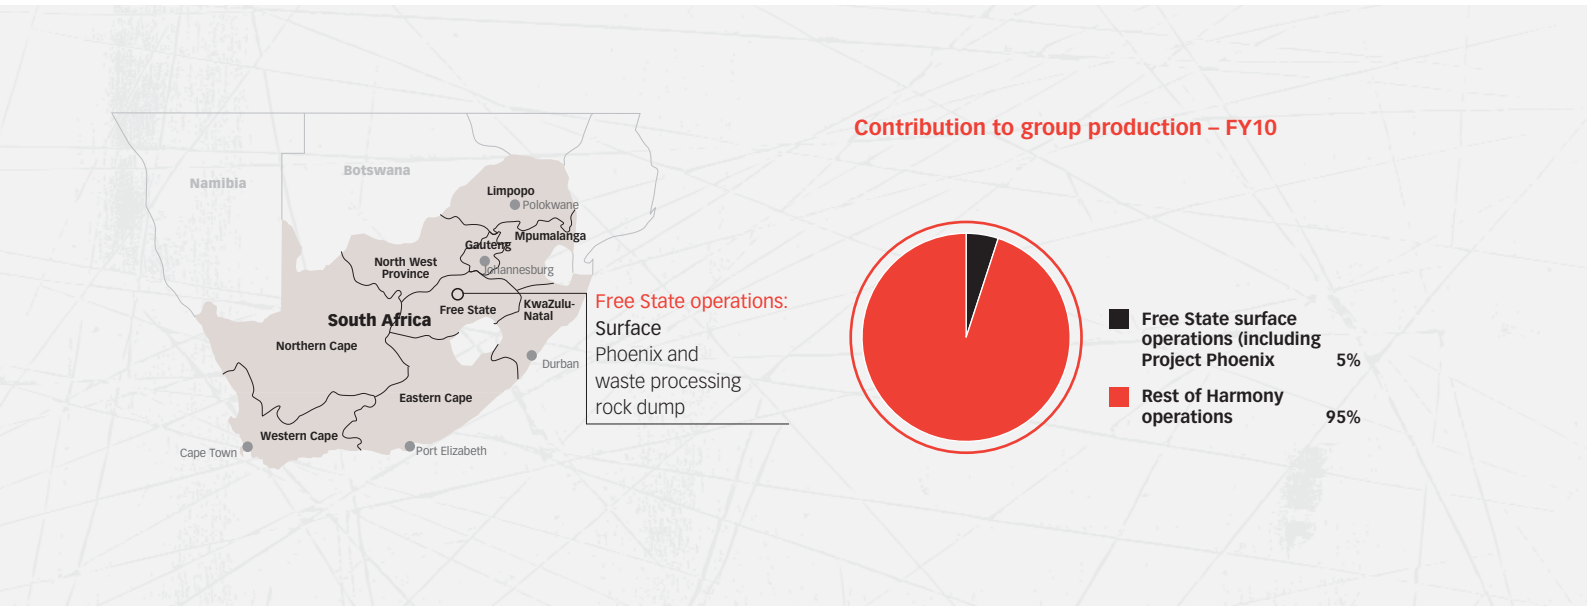 Contribution to group production – FY10
Namibia
Botswana
Limpopo
Polokwane
Mpumalanga
Gauteng
Johannesburg
North West
Province
Free State
KwaZulu-
Natal
South Africa
Northern Cape
Durban
Eastern Cape
Western Cape
Cape Town
Port Elizabeth
Free State operations:
Surface
Phoenix and
waste processing
rock dump
Free State surface
operations (including
Project Phoenix 5%
Rest of Harmony
operations 95%